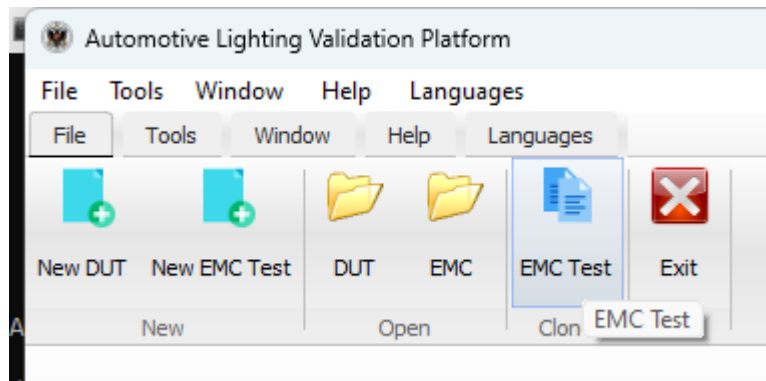 Automotive Lighting Validation Platform
File Tools Window Help Languages
File Tools Window Help Languages
New DUT New EMC Test DUT EMC EMC Test Exit
New Open Clon
EMC Test
A